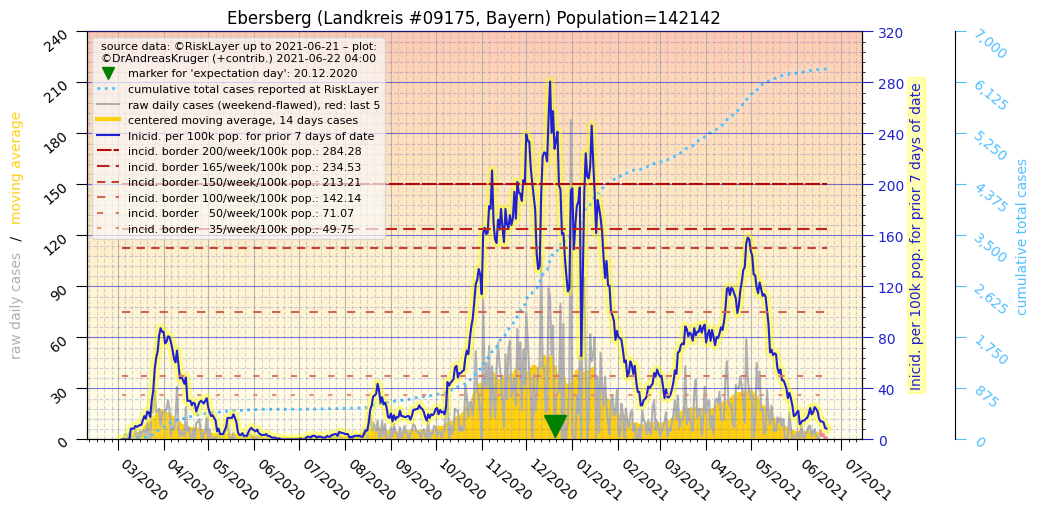 Ebersberg (Landkreis #09175, Bayern) Population=142142
source data: ©RiskLayer up to 2021-06-21 – plot:
©DrAndreasKruger (+contrib.) 2021-06-22 04:00
marker for 'expectation day': 20.12.2020
cumulative total cases reported at RiskLayer
raw daily cases (weekend-flawed), red: last 5
centered moving average, 14 days cases
Inicid. per 100k pop. for prior 7 days of date
incid. border 200/week/100k pop.: 284.28
incid. border 165/week/100k pop.: 234.53
incid. border 150/week/100k pop.: 213.21
incid. border 100/week/100k pop.: 142.14
incid. border 50/week/100k pop.: 71.07
incid. border 35/week/100k pop.: 49.75
raw daily cases / moving average
240
210
180
150
120
90
60
30
0
03/2020
04/2020
05/2020
06/2020
07/2020
08/2020
09/2020
10/2020
11/2020
12/2020
01/2021
02/2021
03/2021
04/2021
05/2021
06/2021
07/2021
320
280
240
200
160
120
80
40
0
Inicid. per 100k pop. for prior 7 days of date
7,000
6,125
5,250
4,375
3,500
2,625
1,750
875
0
cumulative total cases